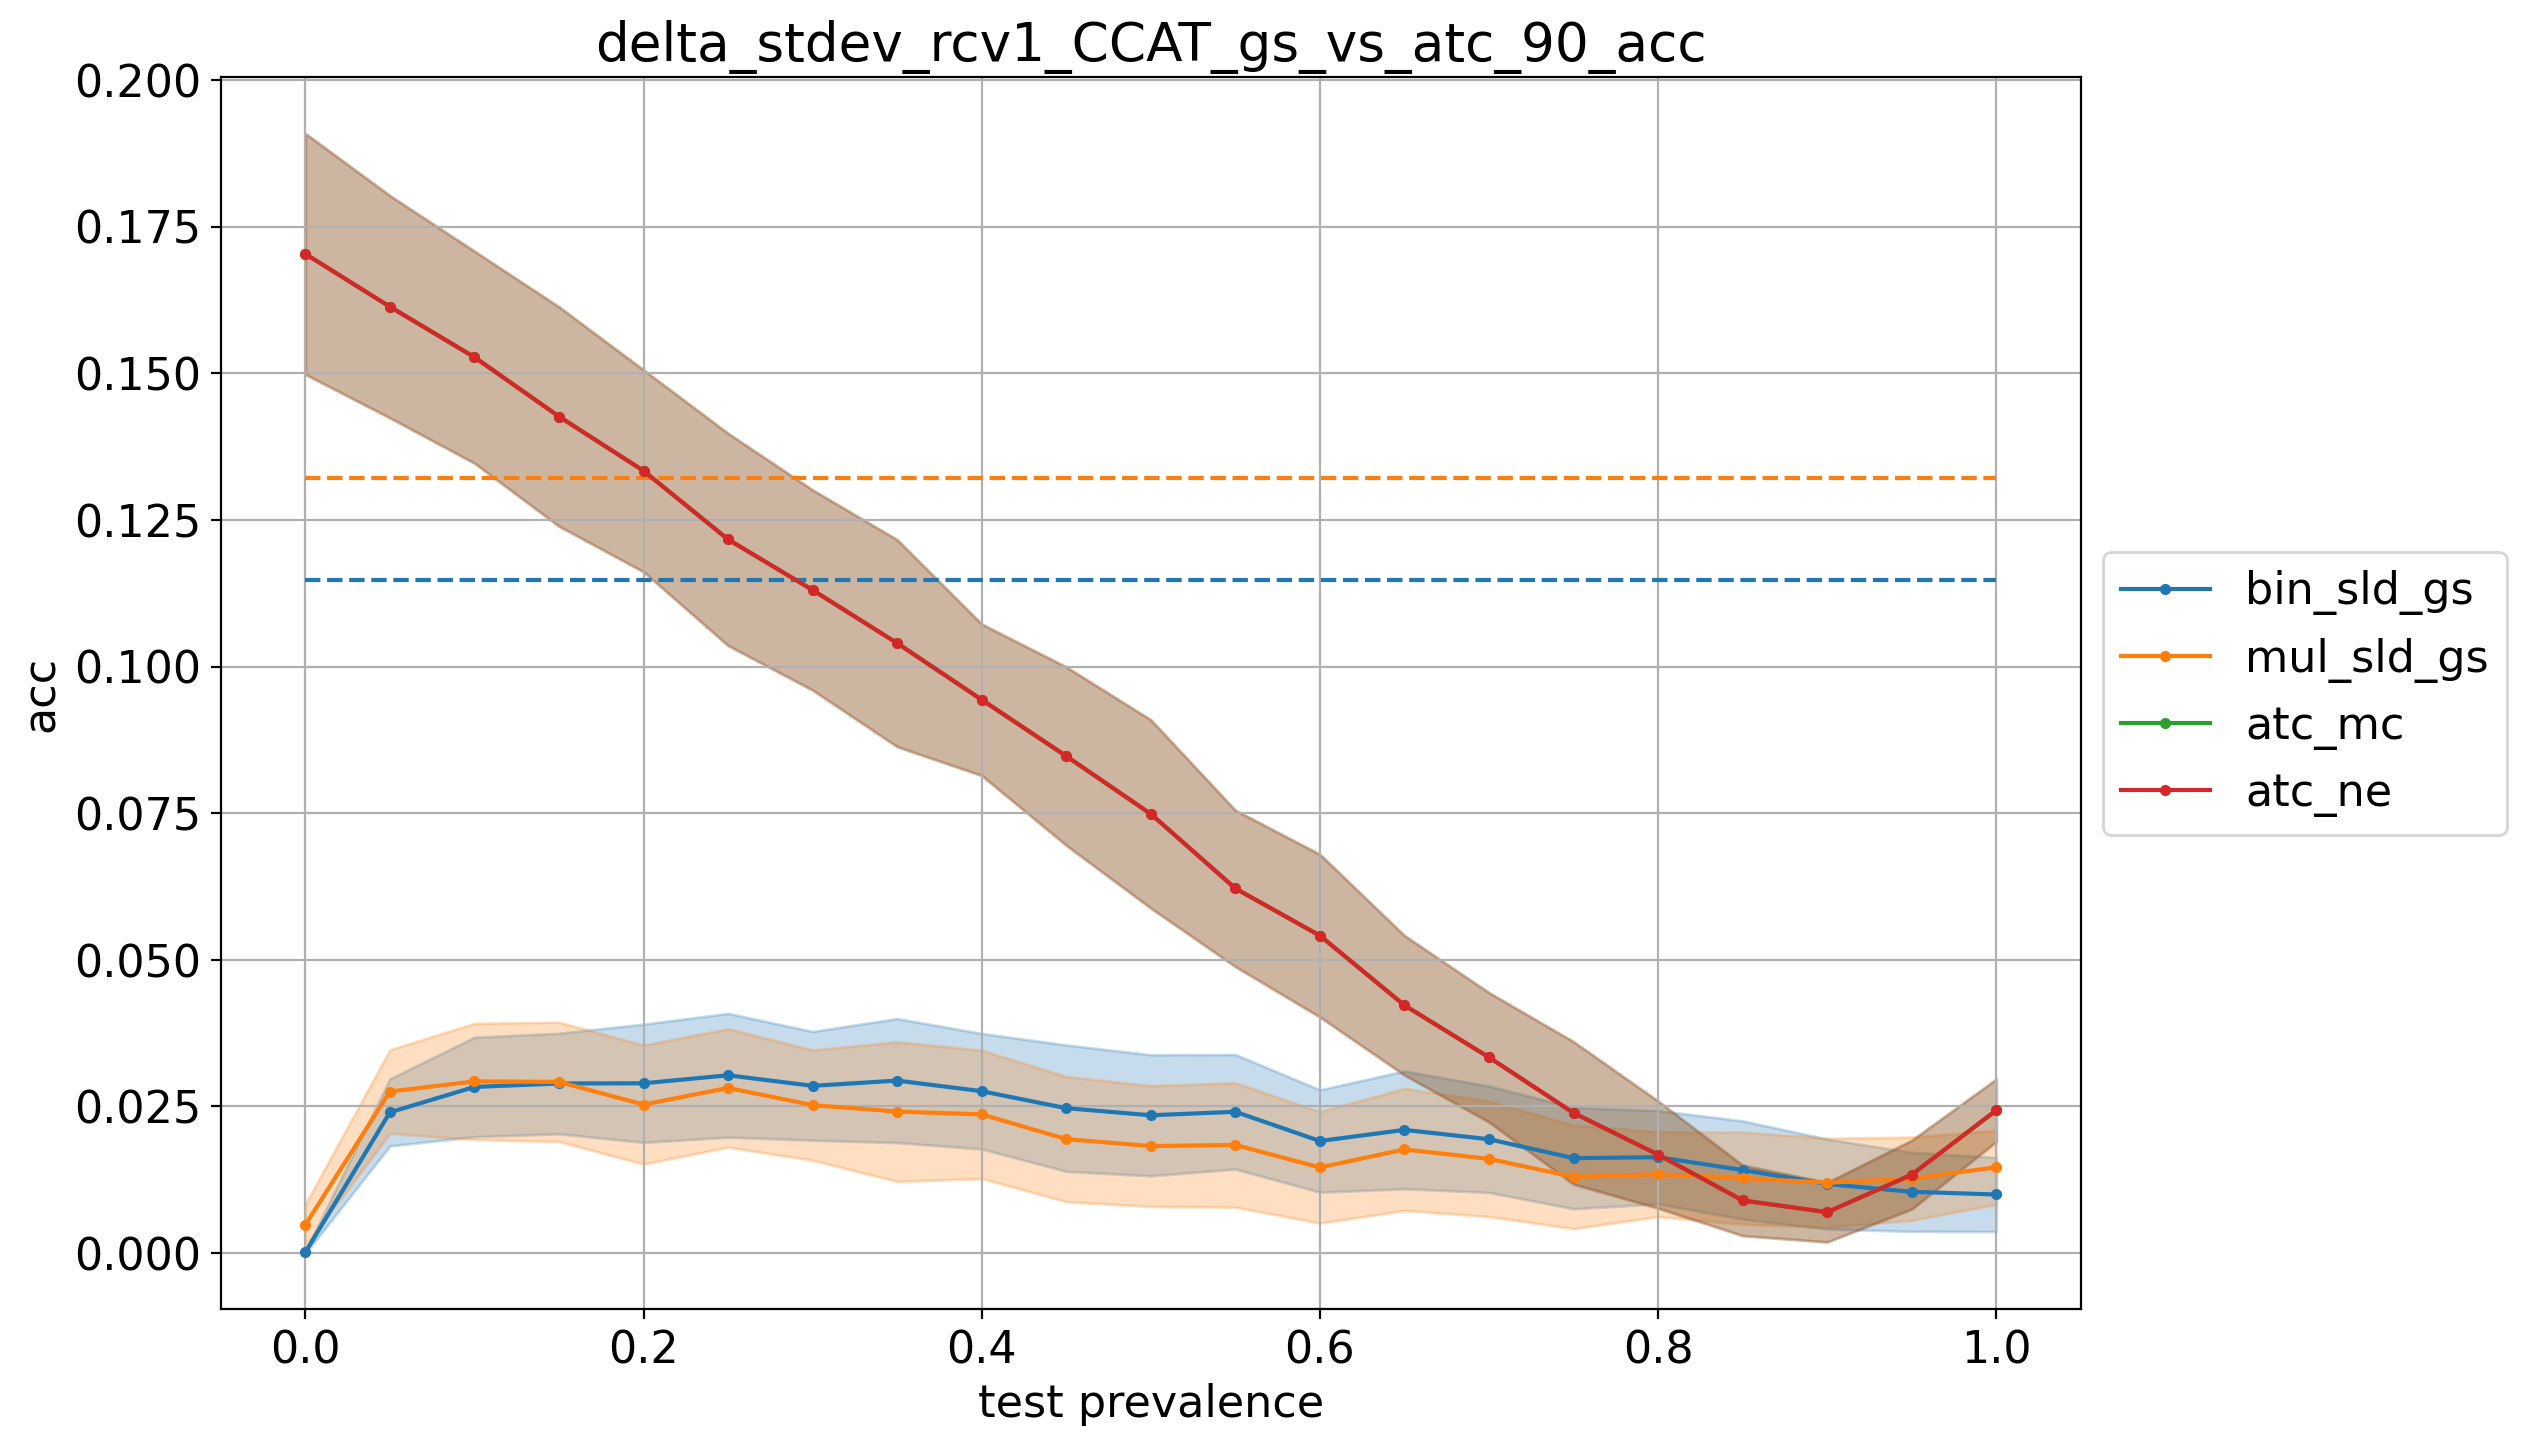 delta_stdev_rcv1_CCAT_gs_vs_atc_90_acc
0.200
0.175
0.150
0.125
0.100
0.075
0.050
0.025
0.000
acc
0.0 0.2 0.4 0.6 0.8 1.0
test prevalence
bin_sld_gs
mul_sld_gs
atc_mc
atc_ne